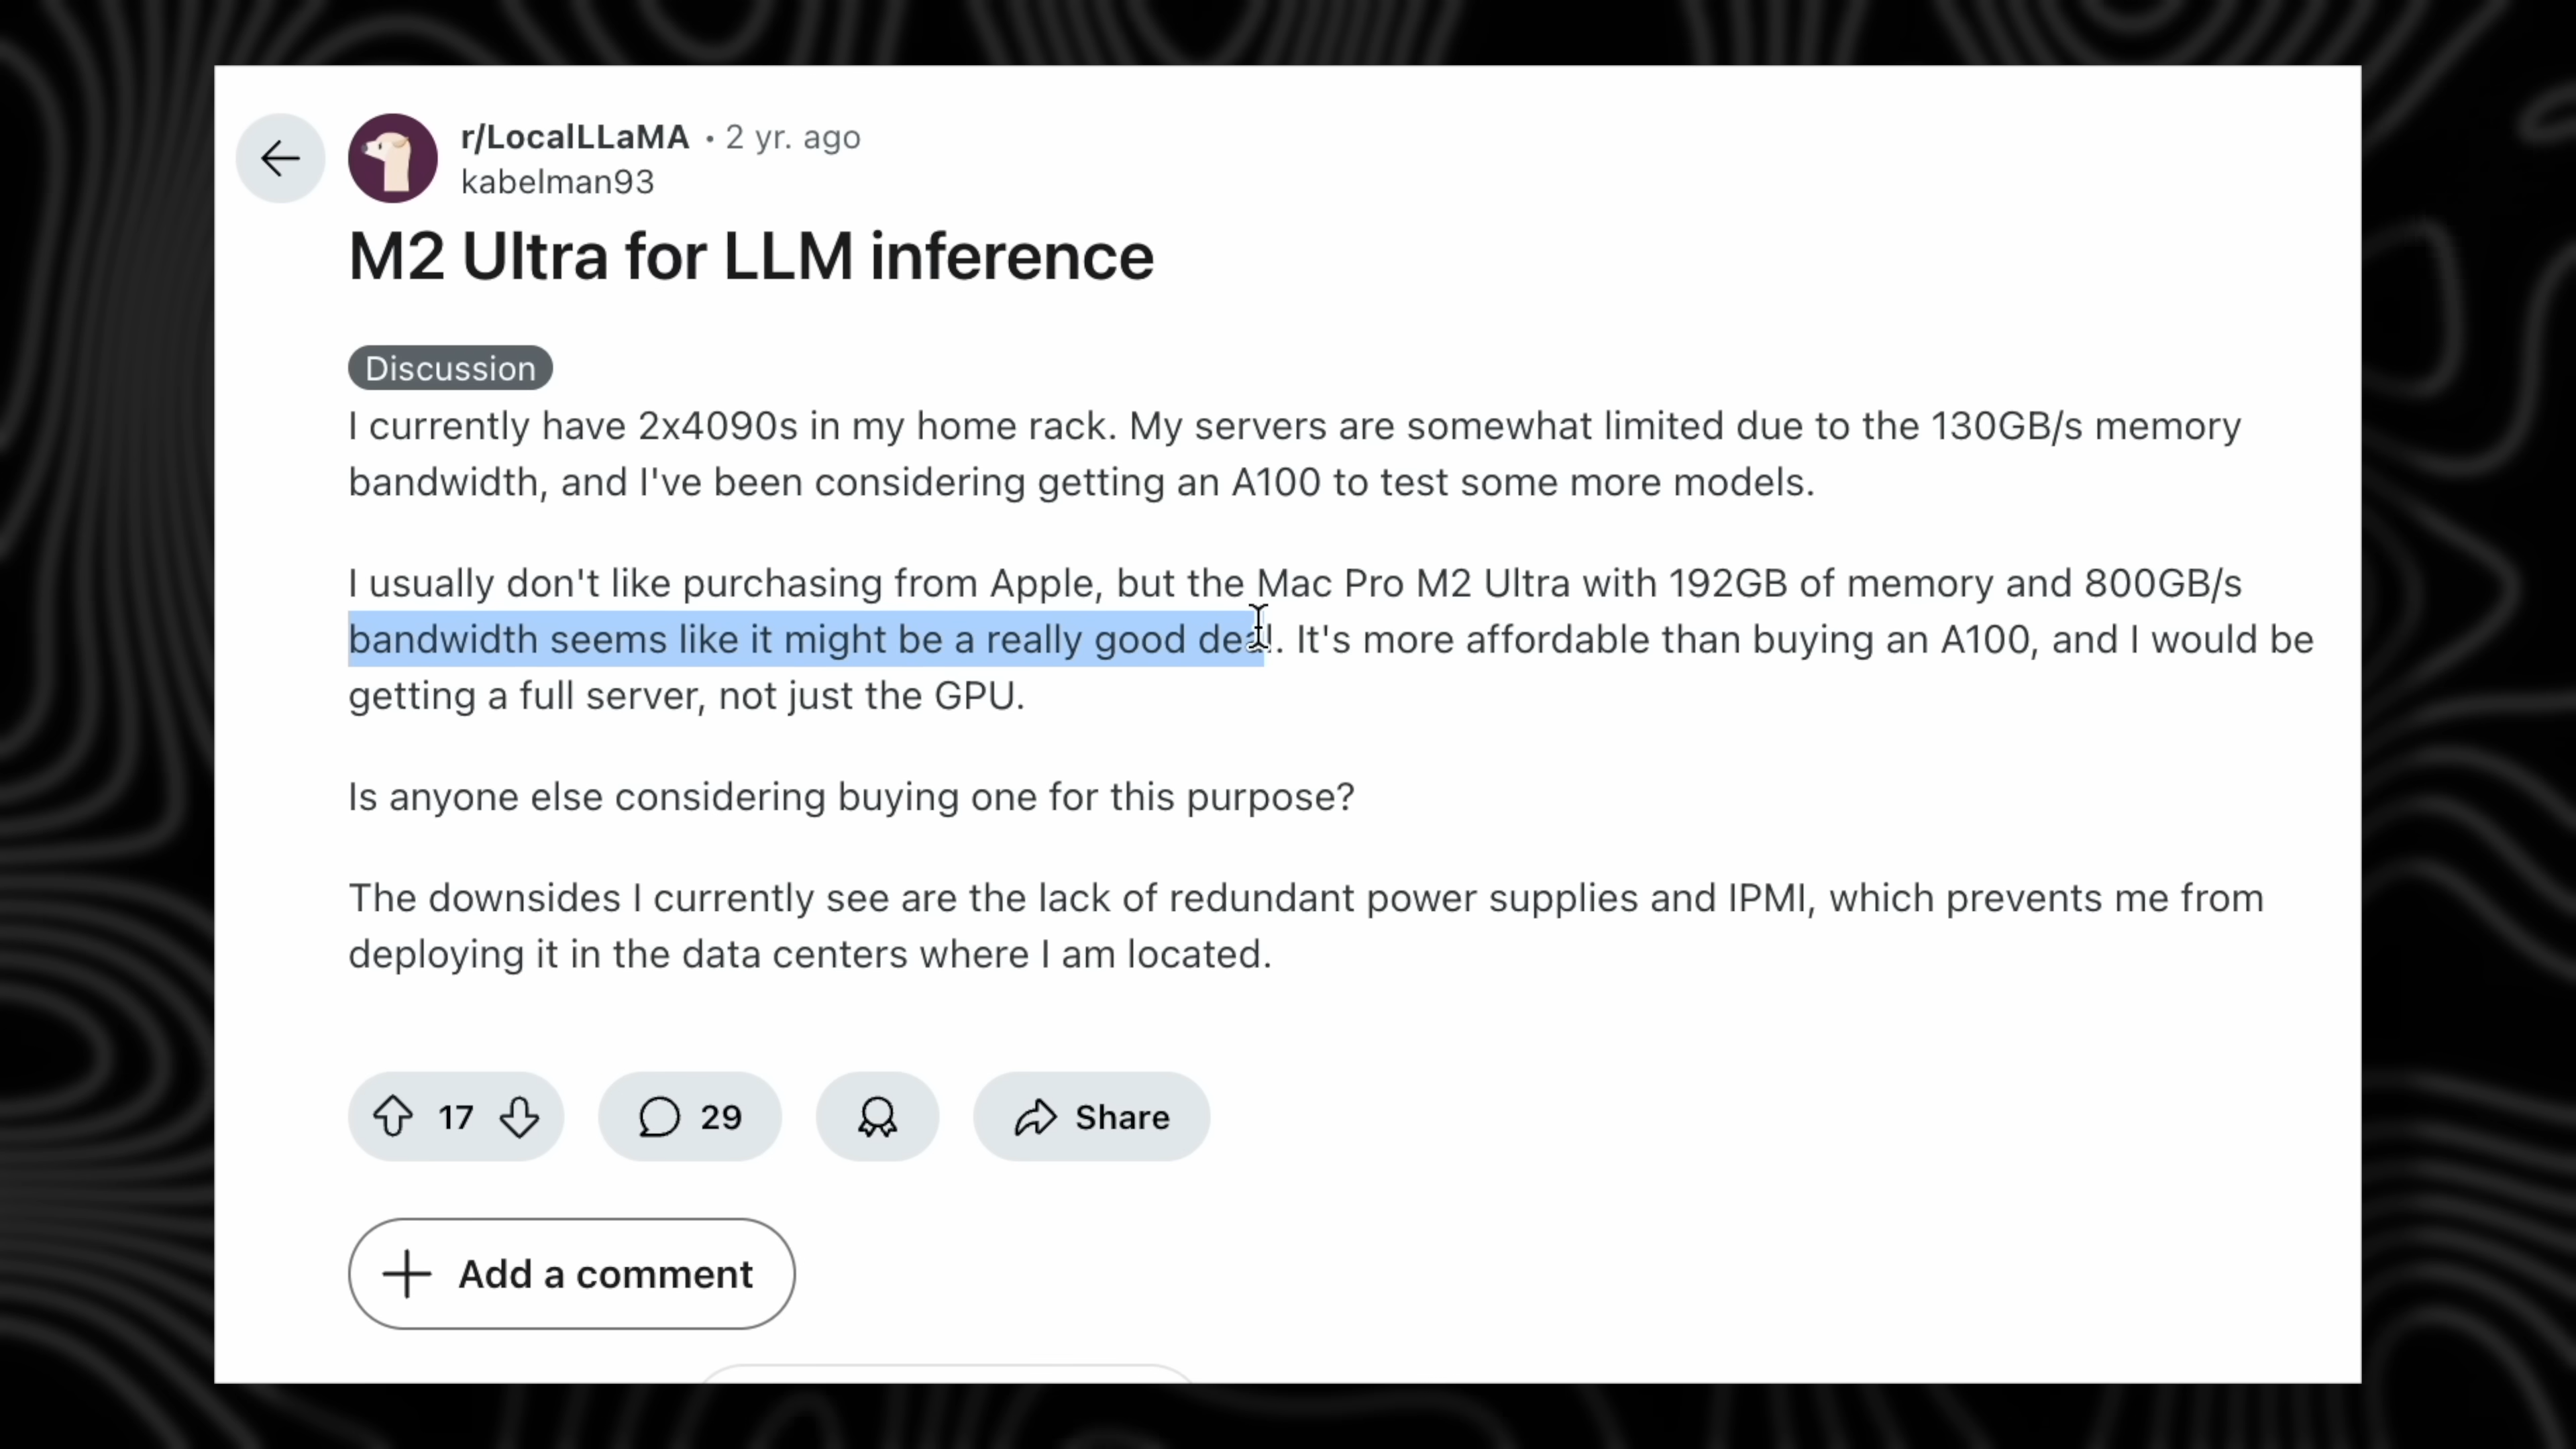 r/LocalLLaMA • 2 yr. ago
kabelman93
M2 Ultra for LLM inference
Discussion
I currently have 2x4090s in my home rack. My servers are somewhat limited due to the 130GB/s memory
bandwidth, and I've been considering getting an A100 to test some more models.
I usually don't like purchasing from Apple, but the Mac Pro M2 Ultra with 192GB of memory and 800GB/s
bandwidth seems like it might be a really good deal. It's more affordable than buying an A100, and I would be
getting a full server, not just the GPU.
Is anyone else considering buying one for this purpose?
The downsides I currently see are the lack of redundant power supplies and IPMI, which prevents me from
deploying it in the data centers where I am located.
17
29
Share
Add a comment